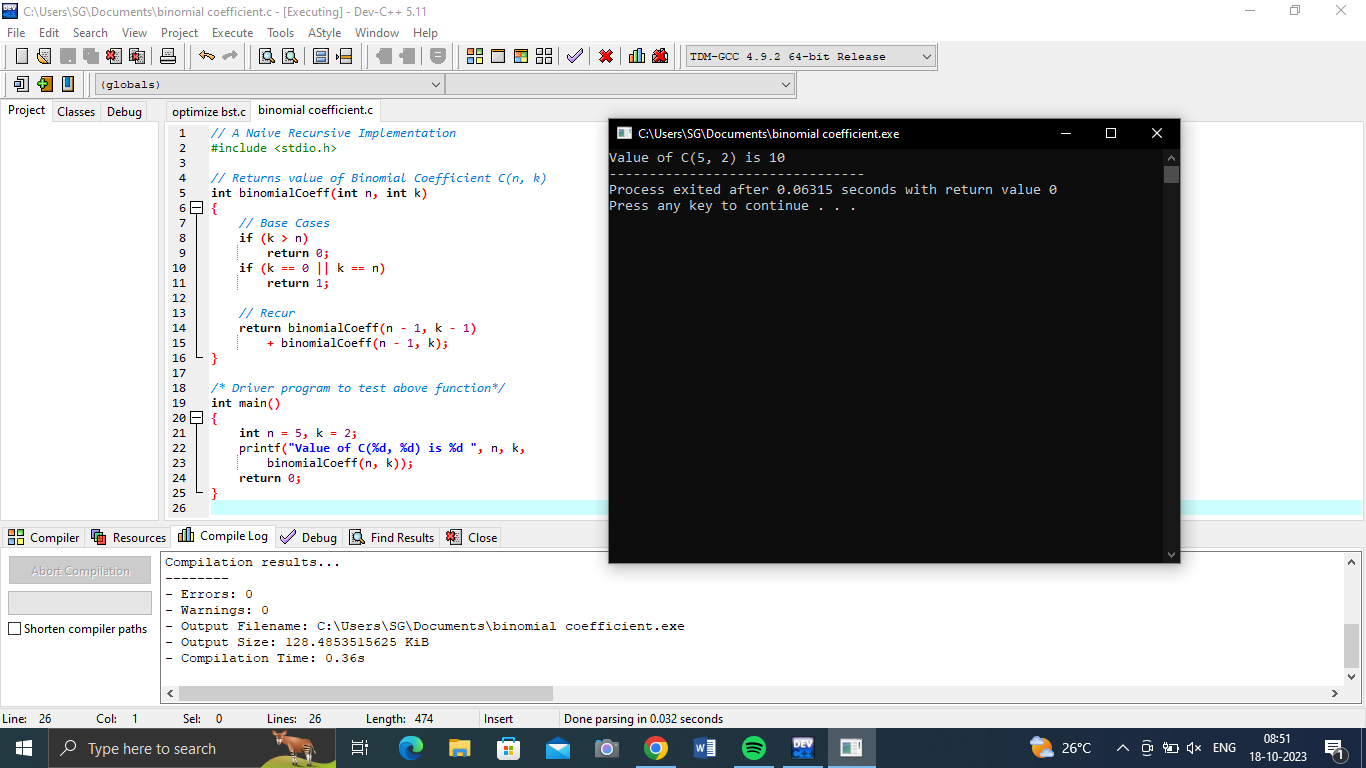 C:\Users\SG\Documents\binomial coefficient.c - [Executing] - Dev-C++ 5.11
File Edit Search View Project Execute Tools AStyle Window Help
TDM-GCC 4.9.2 64-bit Release
(globals)
Project Classes Debug
optimize bst.c binomial coefficient.c
1 // A Naive Recursive Implementation
2 #include <stdio.h>
3
4 // Returns value of Binomial Coefficient C(n, k)
5 int binomialCoeff(int n, int k)
6 {
7 // Base Cases
8 if (k > n)
9 return 0;
10 if (k == 0 || k == n)
11 return 1;
12
13 // Recur
14 return binomialCoeff(n - 1, k - 1)
15 + binomialCoeff(n - 1, k);
16 }
17
18 /* Driver program to test above function*/
19 int main()
20 {
21 int n = 5, k = 2;
22 printf("Value of C(%d, %d) is %d ", n, k,
23 binomialCoeff(n, k));
24 return 0;
25 }
26
C:\Users\SG\Documents\binomial coefficient.exe
Value of C(5, 2) is 10
--------------------------------
Process exited after 0.06315 seconds with return value 0
Press any key to continue . . .
Compiler Resources Compile Log Debug Find Results Close
Abort Compilation
Shorten compiler paths
Compilation results...
--------
- Errors: 0
- Warnings: 0
- Output Filename: C:\Users\SG\Documents\binomial coefficient.exe
- Output Size: 128.4853515625 KiB
- Compilation Time: 0.36s
Line: 26 Col: 1 Sel: 0 Lines: 26 Length: 474 Insert Done parsing in 0.032 seconds
Type here to search
DEV
26°C
ENG
08:51
18-10-2023
1